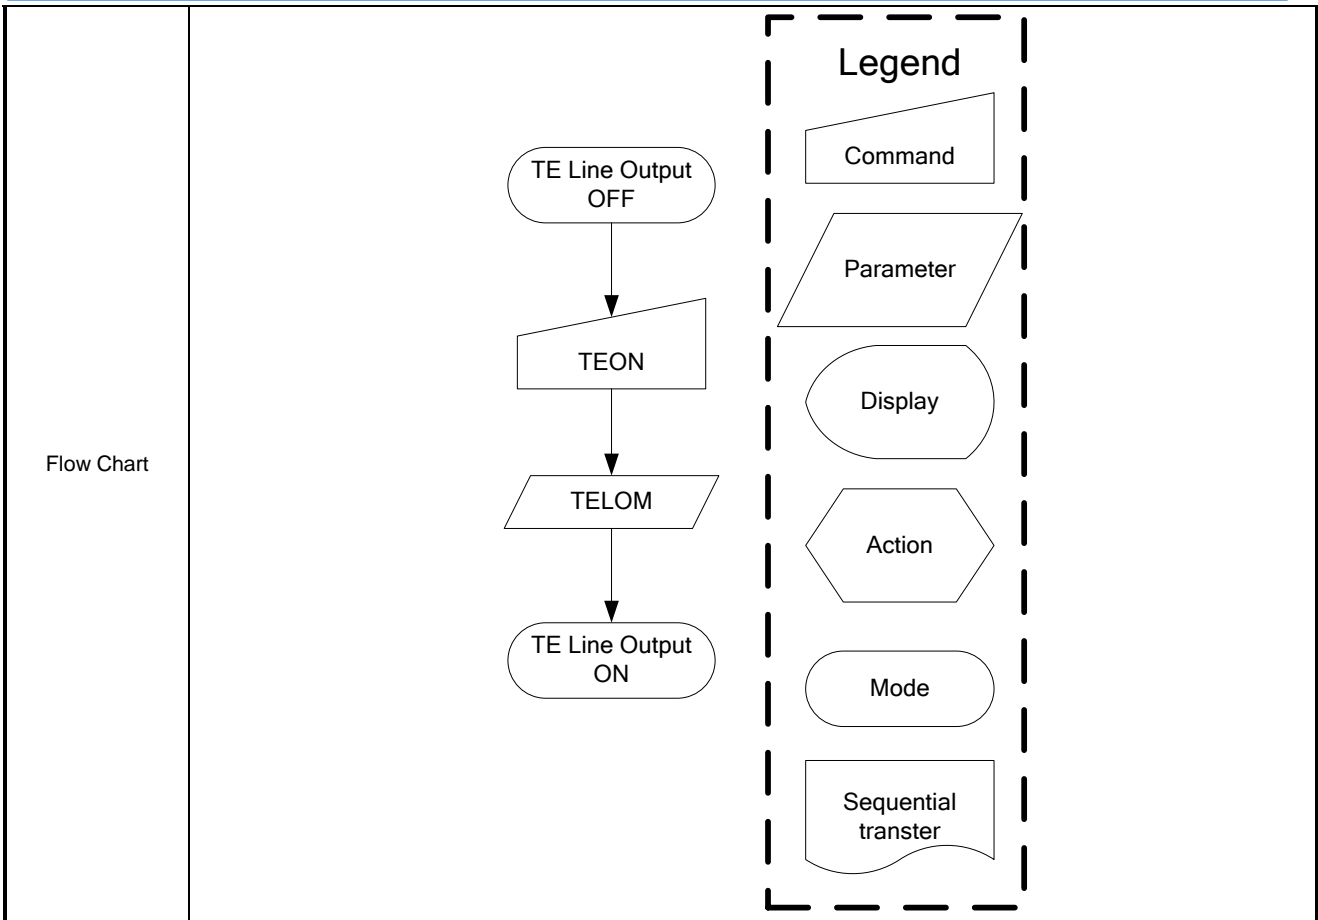 Flow Chart
TE Line Output
OFF
TEON
TELOM
TE Line Output
ON
Legend
Command
Parameter
Display
Action
Mode
Sequential
transter